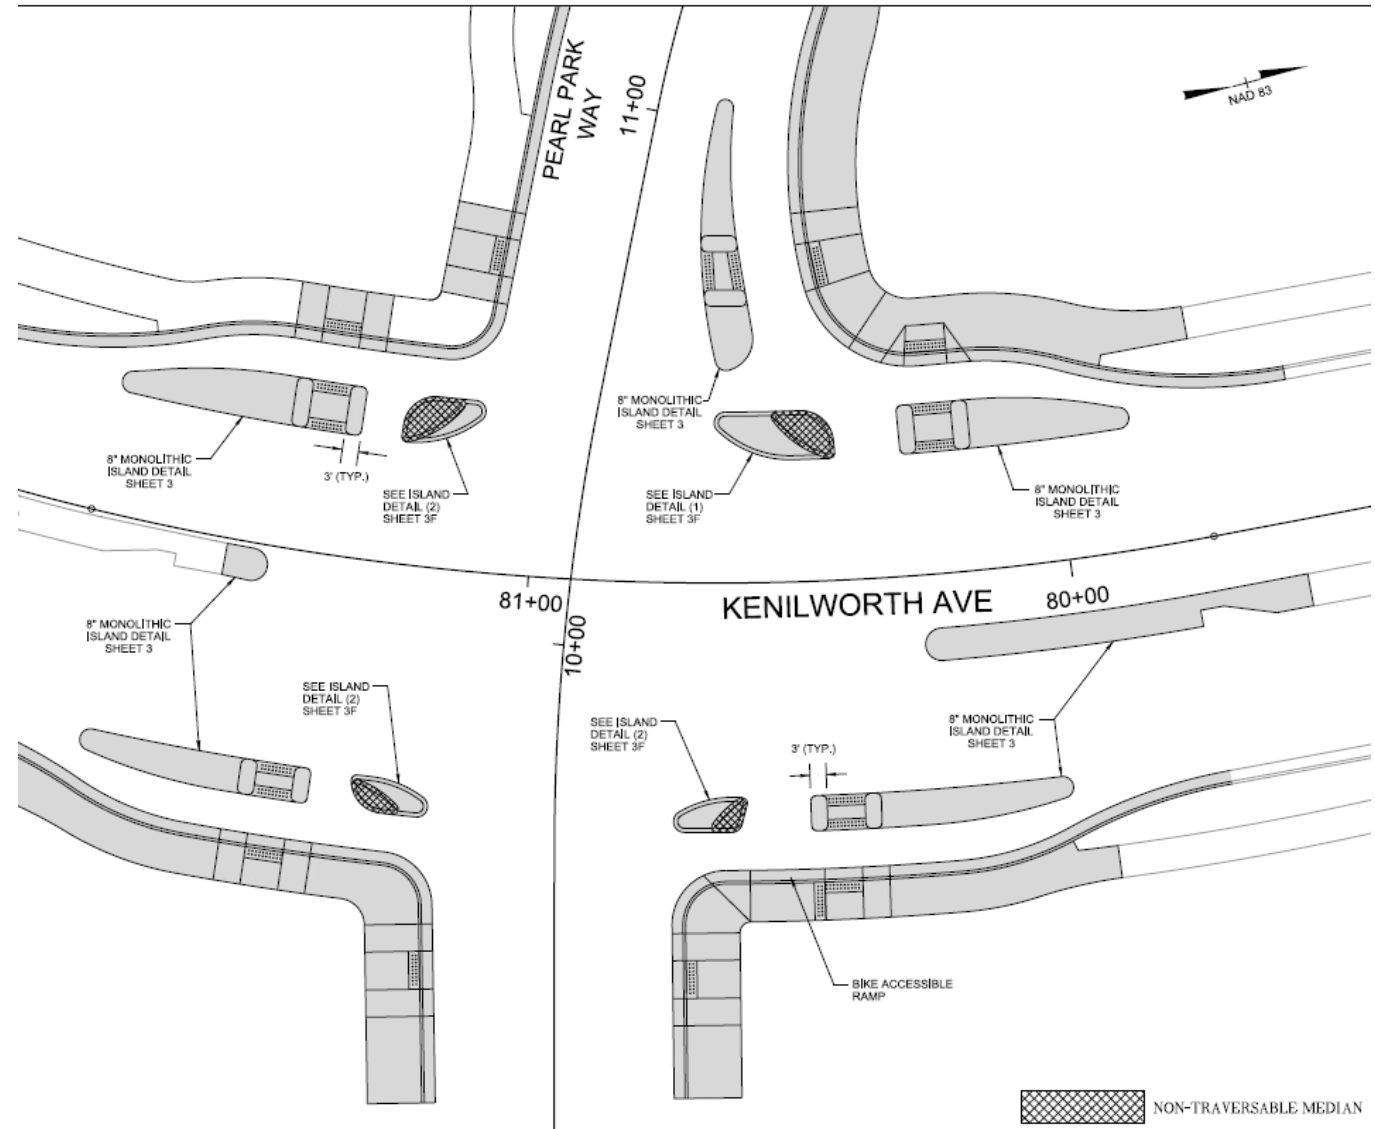 PEARL PARK
WAY
11+00
NAD 83
8" MONOLITHIC
ISLAND DETAIL
SHEET 3
8" MONOLITHIC
ISLAND DETAIL
SHEET 3
3' (TYP.)
SEE ISLAND
DETAIL (2)
SHEET 3F
SEE ISLAND
DETAIL (1)
SHEET 3F
8" MONOLITHIC
ISLAND DETAIL
SHEET 3
81+00
KENILWORTH AVE
80+00
10+00
8" MONOLITHIC
ISLAND DETAIL
SHEET 3
SEE ISLAND
DETAIL (2)
SHEET 3F
SEE ISLAND
DETAIL (2)
SHEET 3F
3' (TYP.)
8" MONOLITHIC
ISLAND DETAIL
SHEET 3
BIKE ACCESSIBLE
RAMP
NON-TRAVERSABLE MEDIAN